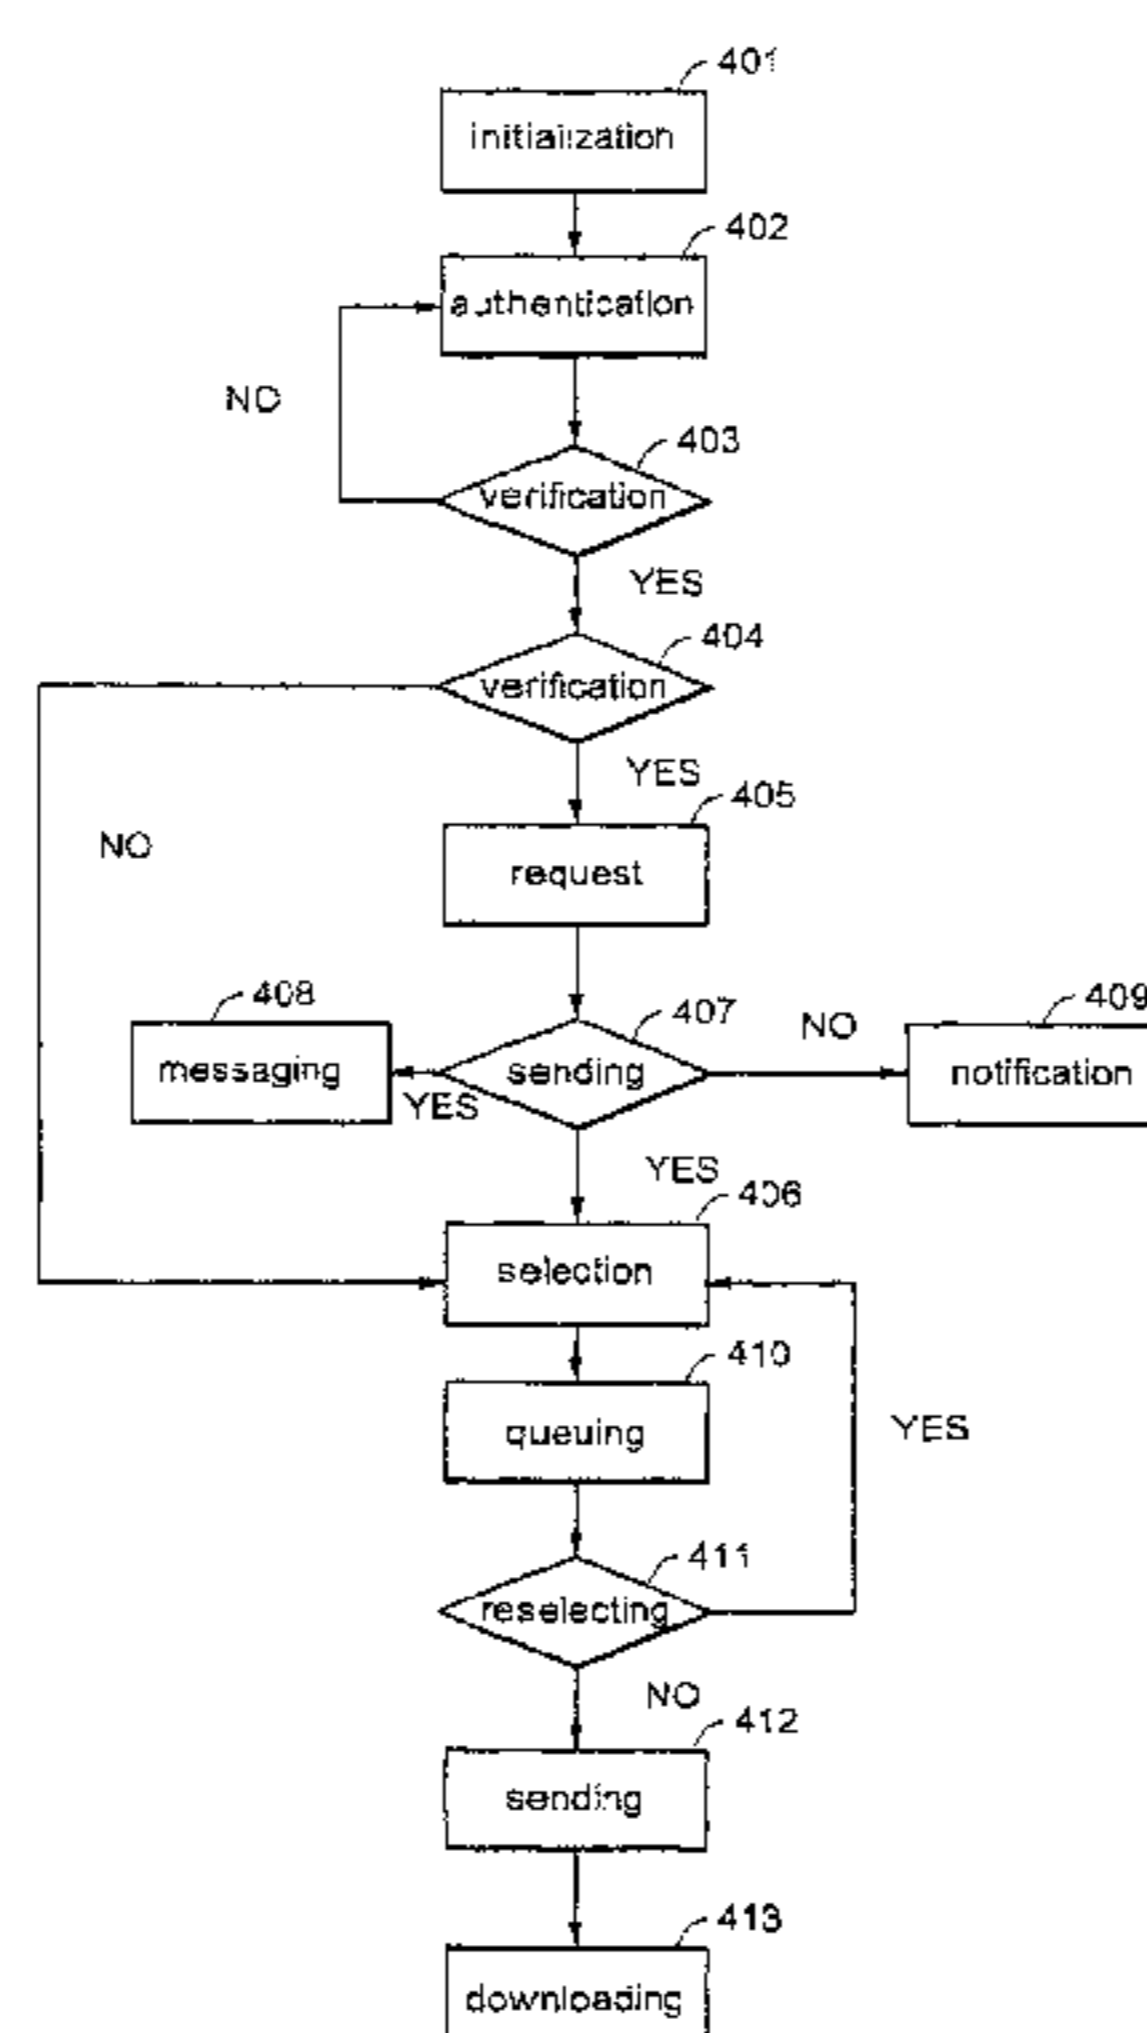 401
initialization
402
authentication
NO
403
verification
YES
404
verification
YES
405
NO
request
408
407
NO
409
messaging
sending
notification
YES
YES
406
selection
410
queuing
YES
411
reselecting
NO
412
sending
413
downloading